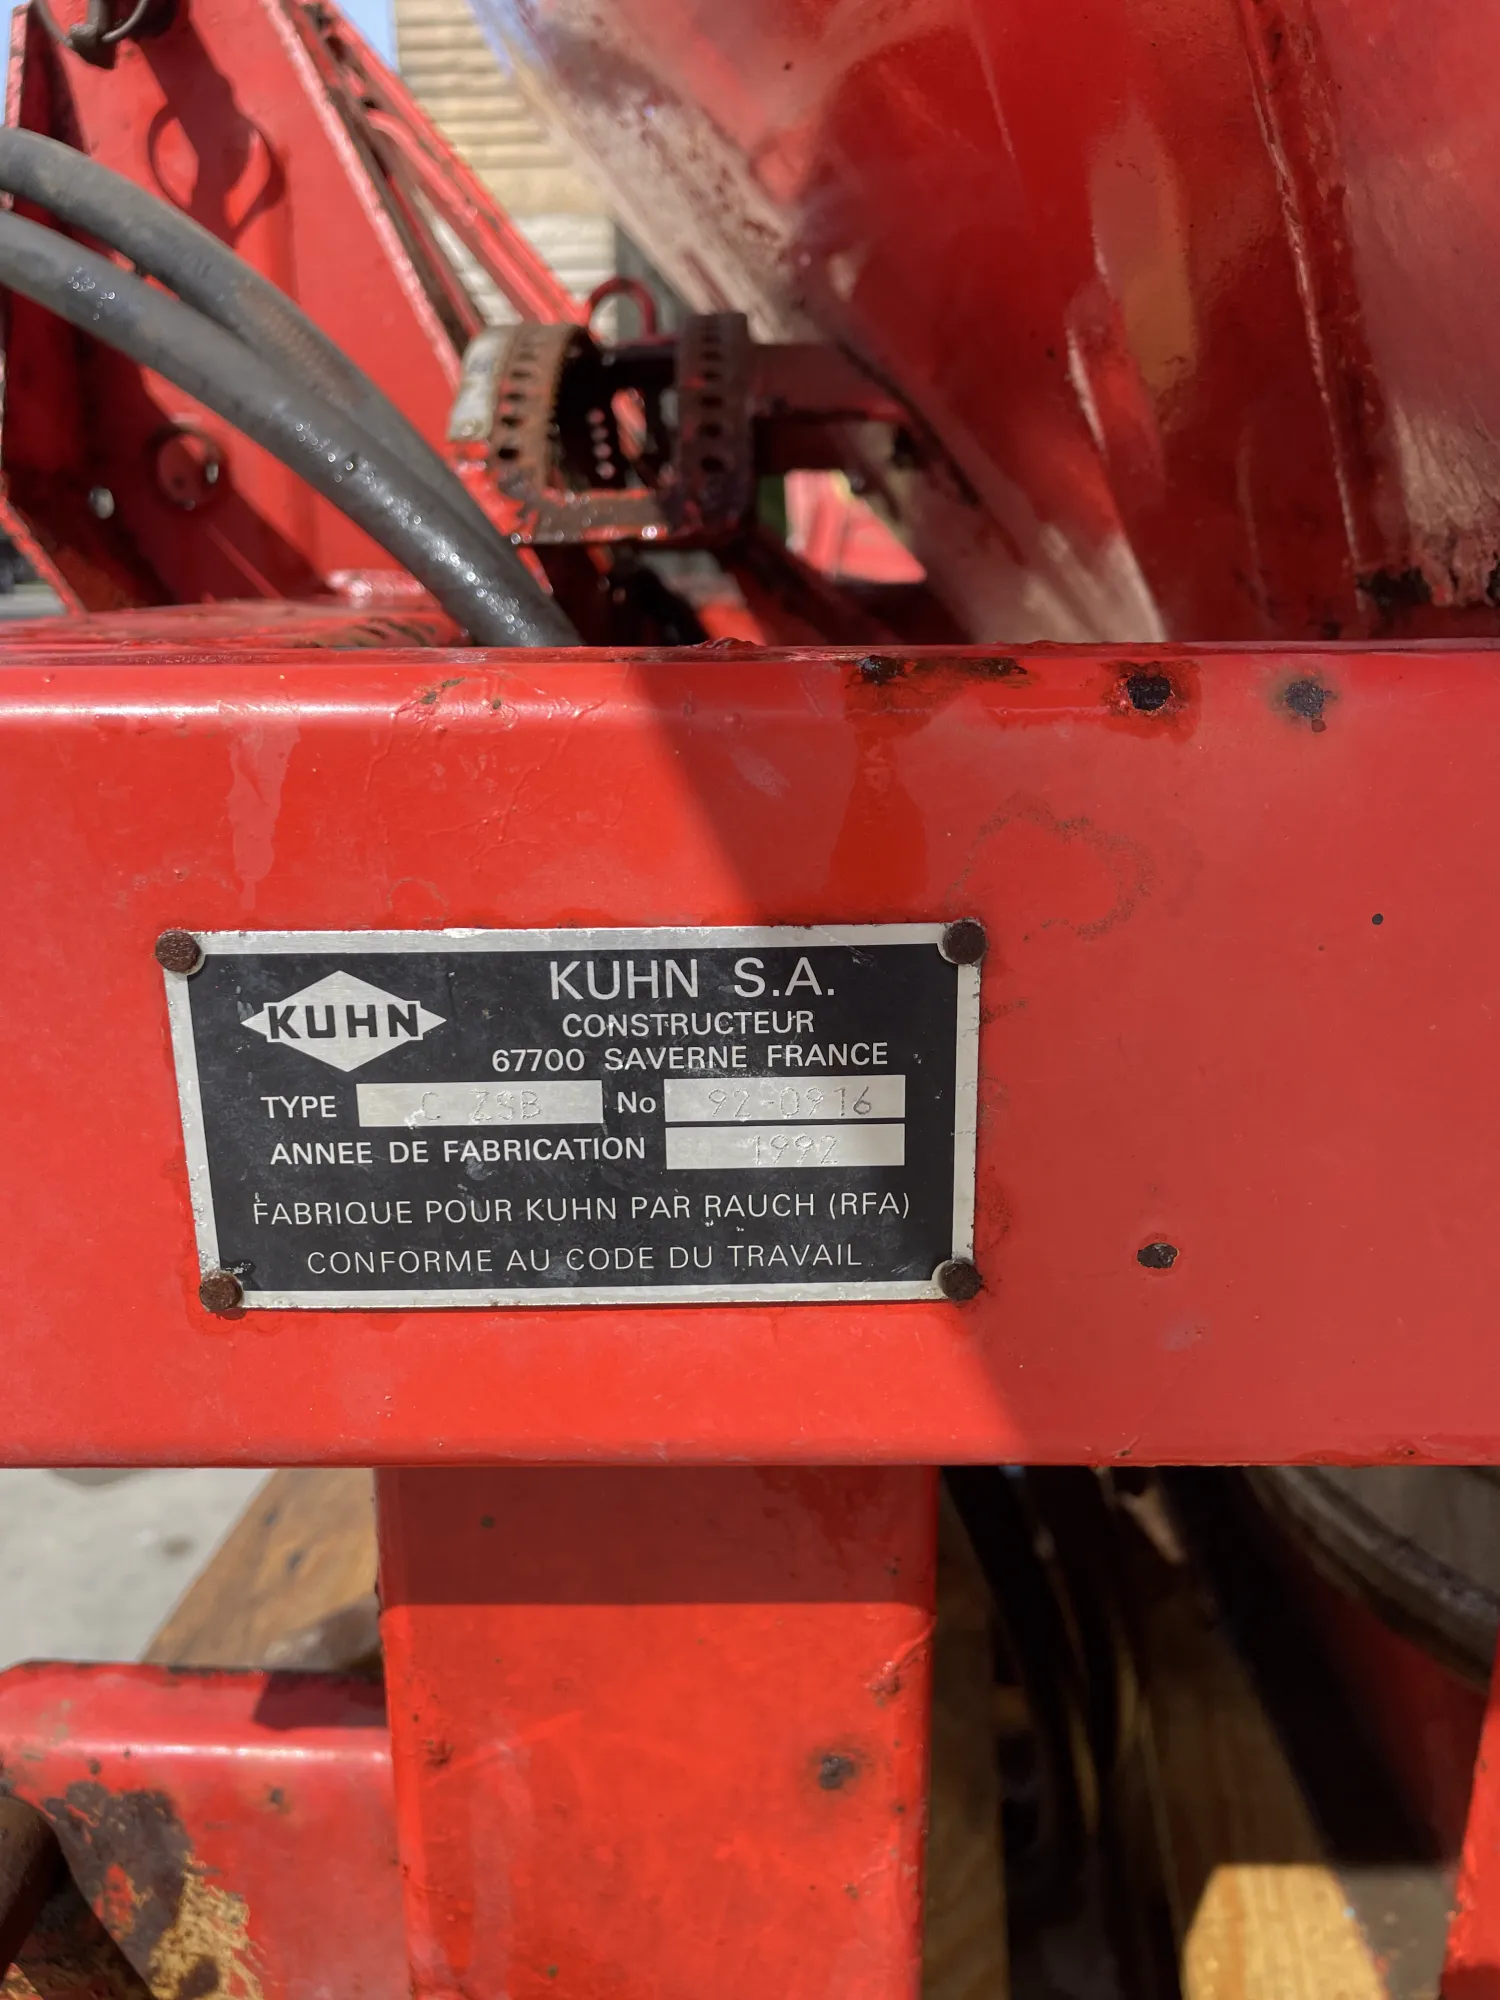 KUHN
KUHN S.A.
CONSTRUCTEUR
67700 SAVERNE FRANCE
TYPE C ZSB No 92-0916
ANNEE DE FABRICATION 1992
FABRIQUE POUR KUHN PAR RAUCH (RFA)
CONFORME AU CODE DU TRAVAIL